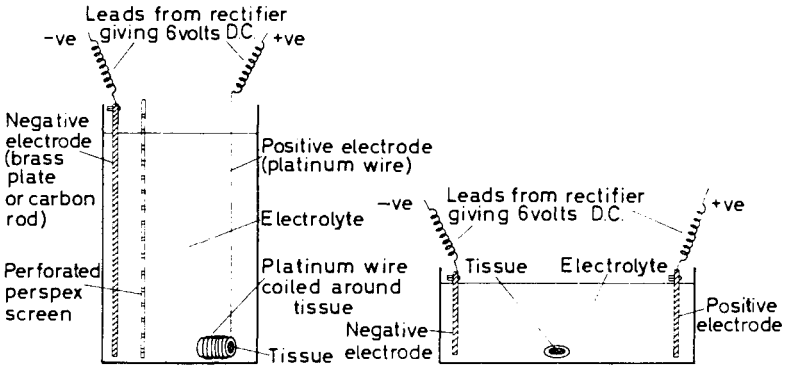 Leads from rectifier
giving 6volts D.C.
-ve
+ve
Negative
electrode
(brass
plate
or carbon
rod)
Positive electrode
(platinum wire)
Electrolyte
Perforated
perspex
screen
Platinum wire
coiled around
tissue
Tissue
Leads from rectifier
giving 6volts D.C.
-ve
+ve
Tissue
Electrolyte
Negative
electrode
Positive
electrode